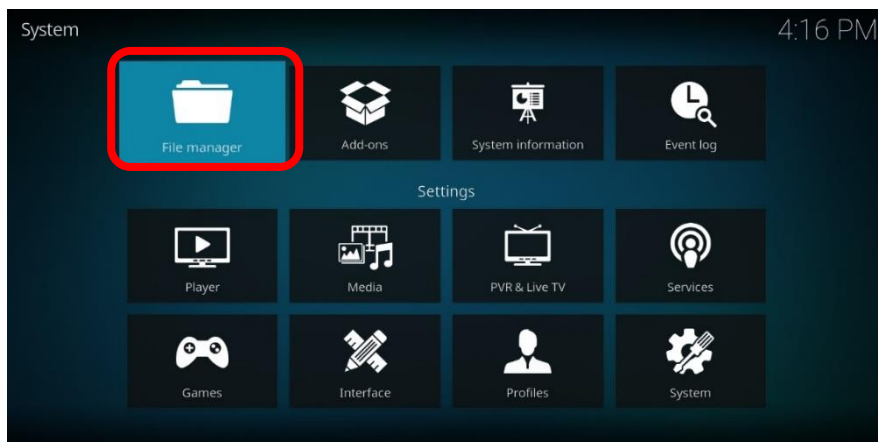 System 4:16 PM
File manager Add-ons System information Event log
Settings
Player Media PVR & Live TV Services
Games Interface Profiles System